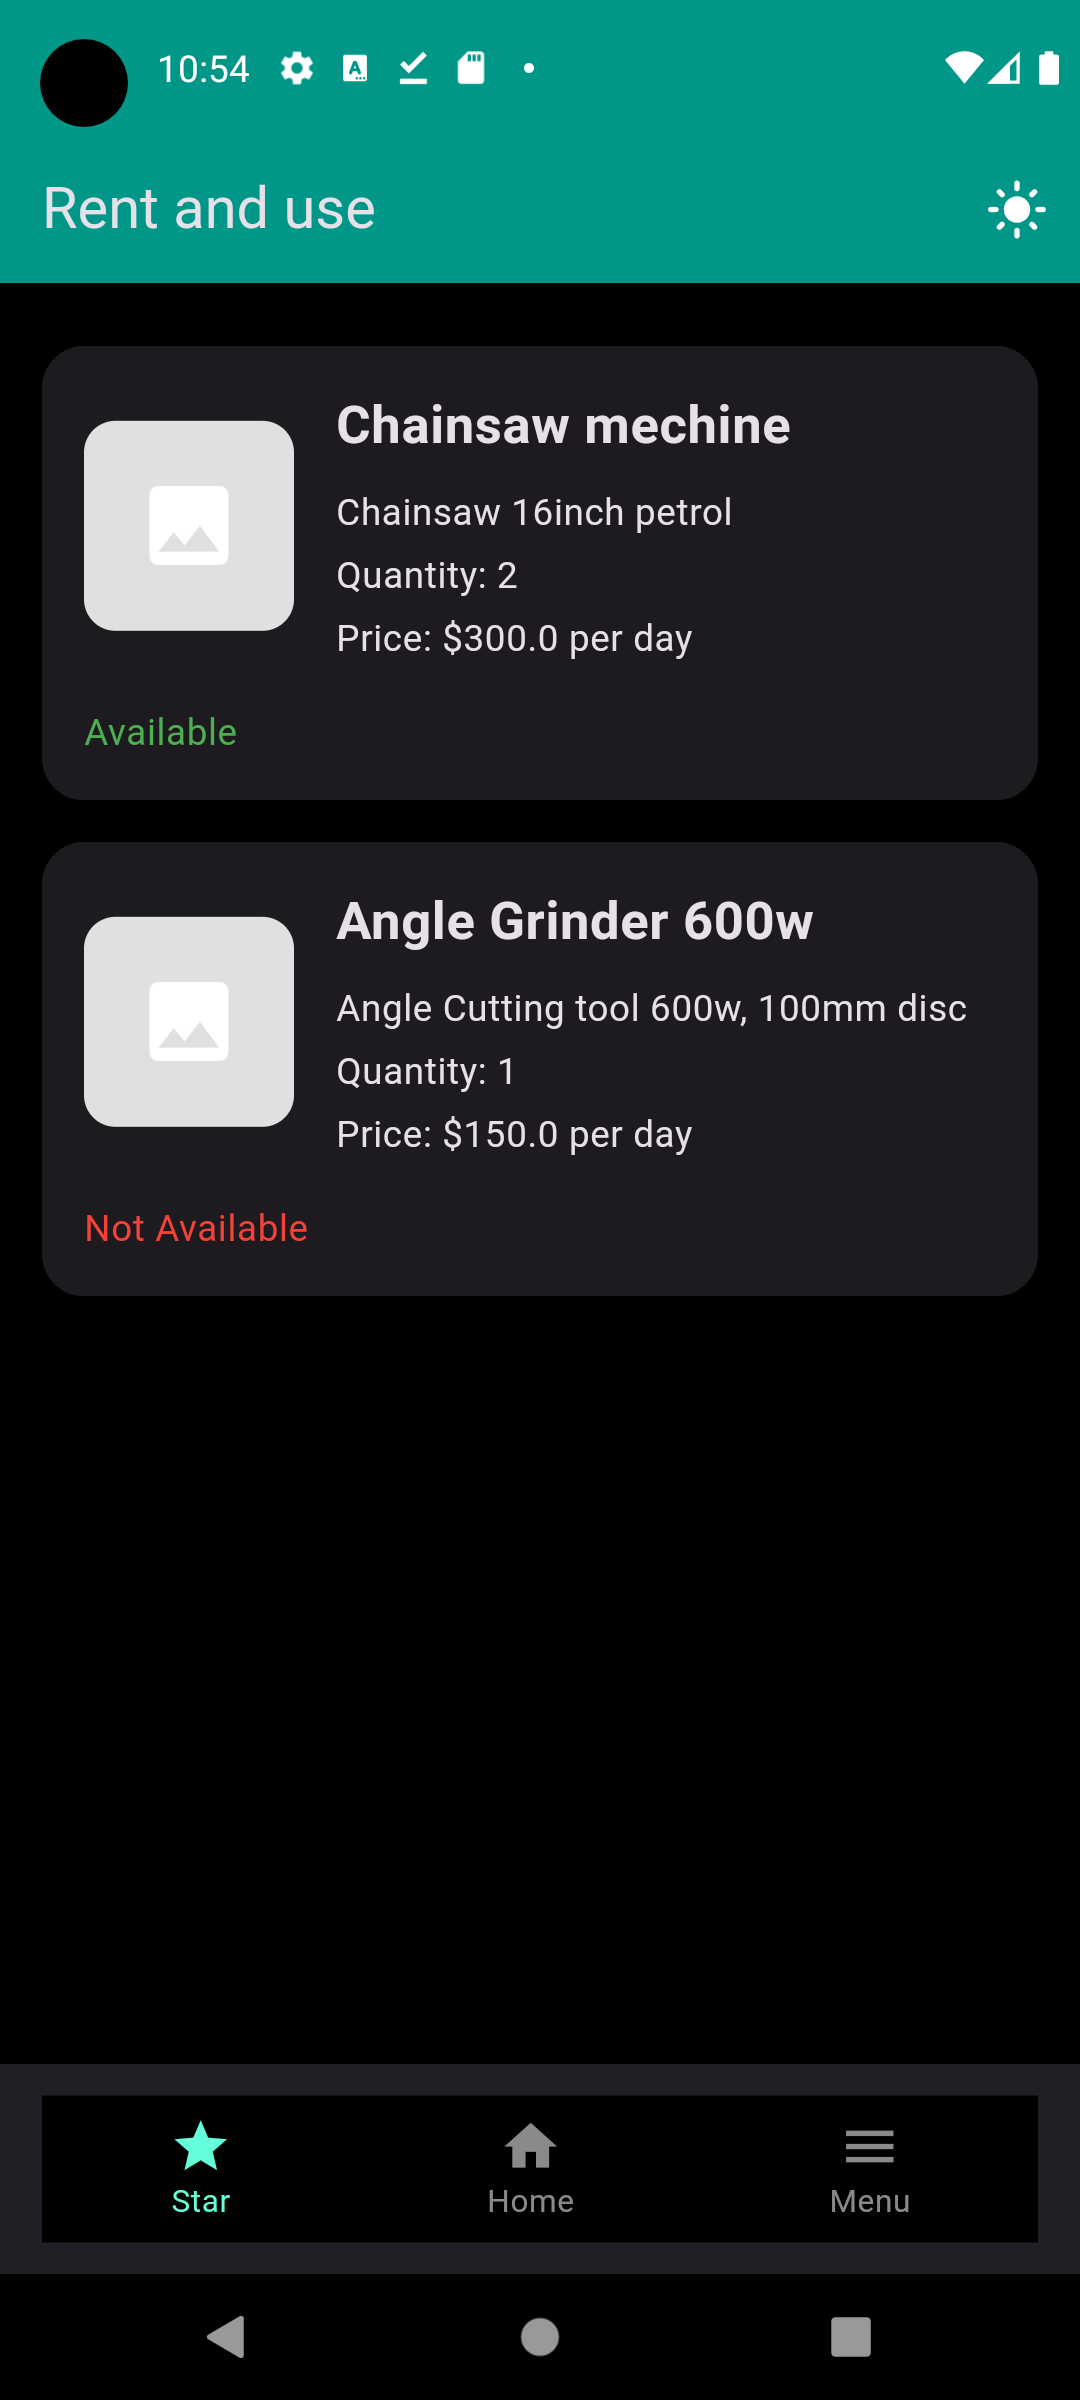 10:54
Rent and use
Chainsaw mechine
Chainsaw 16inch petrol
Quantity: 2
Price: $300.0 per day
Available
Angle Grinder 600w
Angle Cutting tool 600w, 100mm disc
Quantity: 1
Price: $150.0 per day
Not Available
Star
Home
Menu